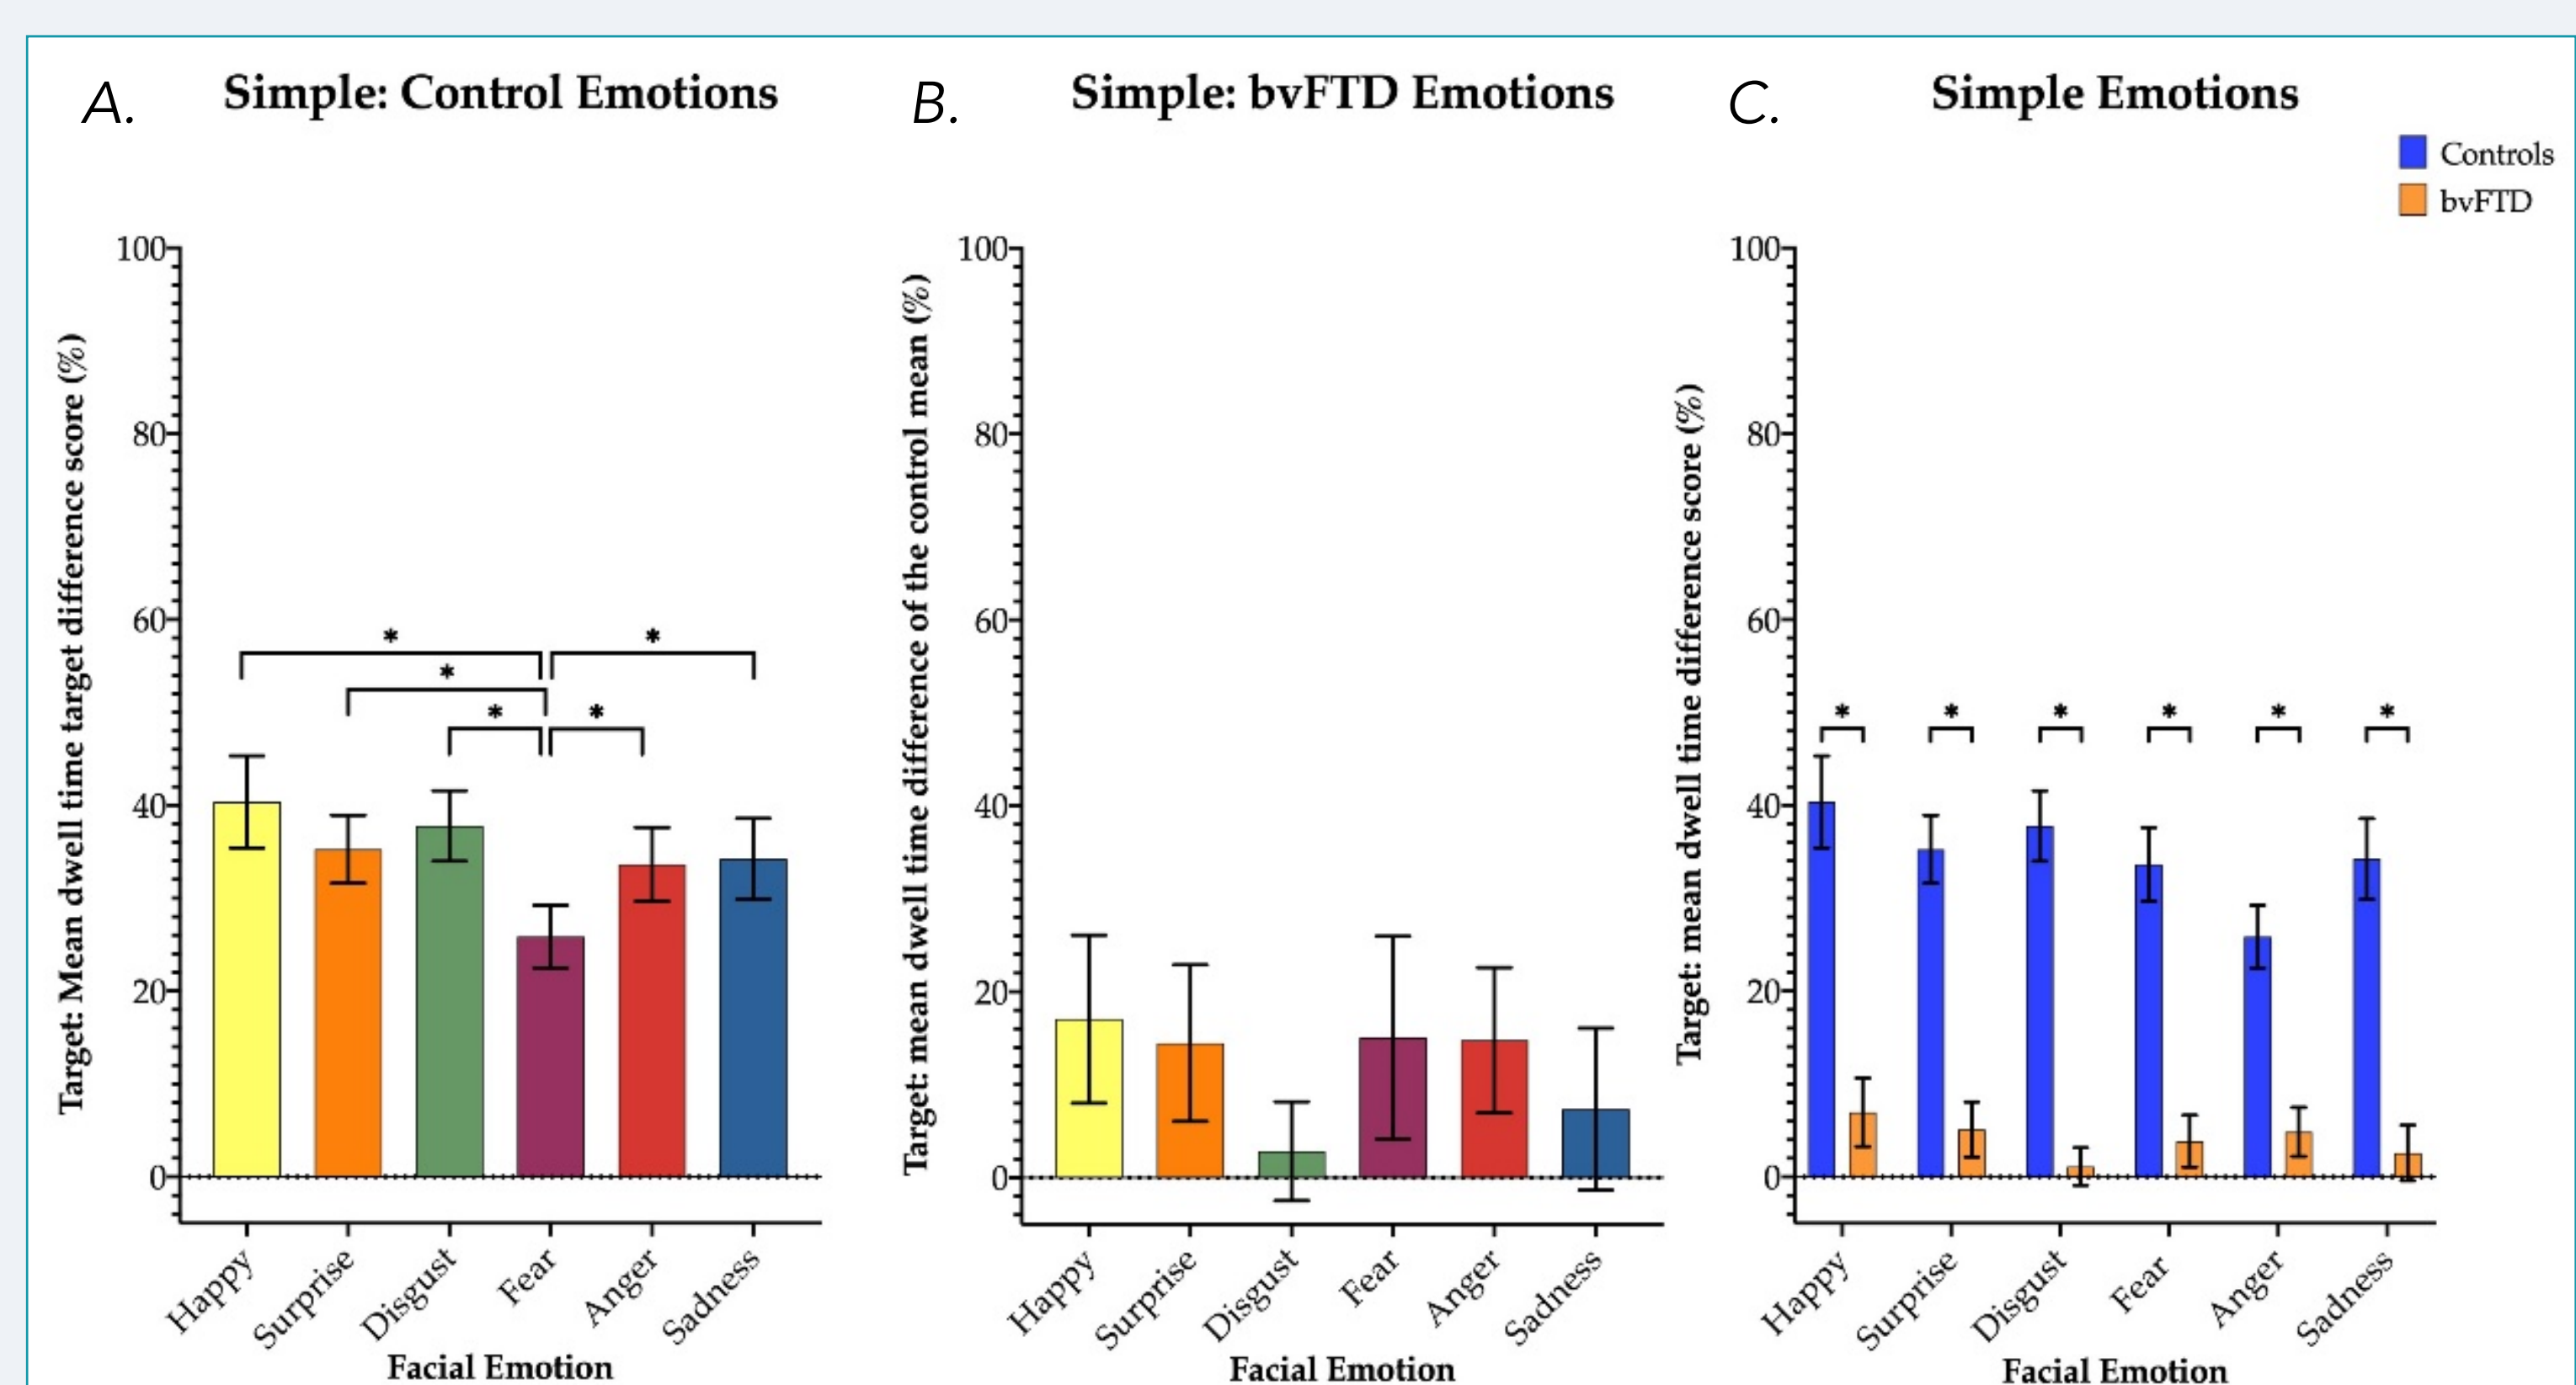 A.
Simple: Control Emotions
Target: Mean dwell time target difference score (%)
100
80
60
40
20
0
*
*
*
*
*
Happy
Surprise
Disgust
Fear
Anger
Sadness
Facial Emotion
B.
Simple: bvFTD Emotions
Target: mean dwell time difference of the control mean (%)
100
80
60
40
20
0
Happy
Surprise
Disgust
Fear
Anger
Sadness
Facial Emotion
C.
Simple Emotions
Controls
bvFTD
Target: mean dwell time difference score (%)
100
80
60
40
20
0
* * * * * *
Happy
Surprise
Disgust
Fear
Anger
Sadness
Facial Emotion